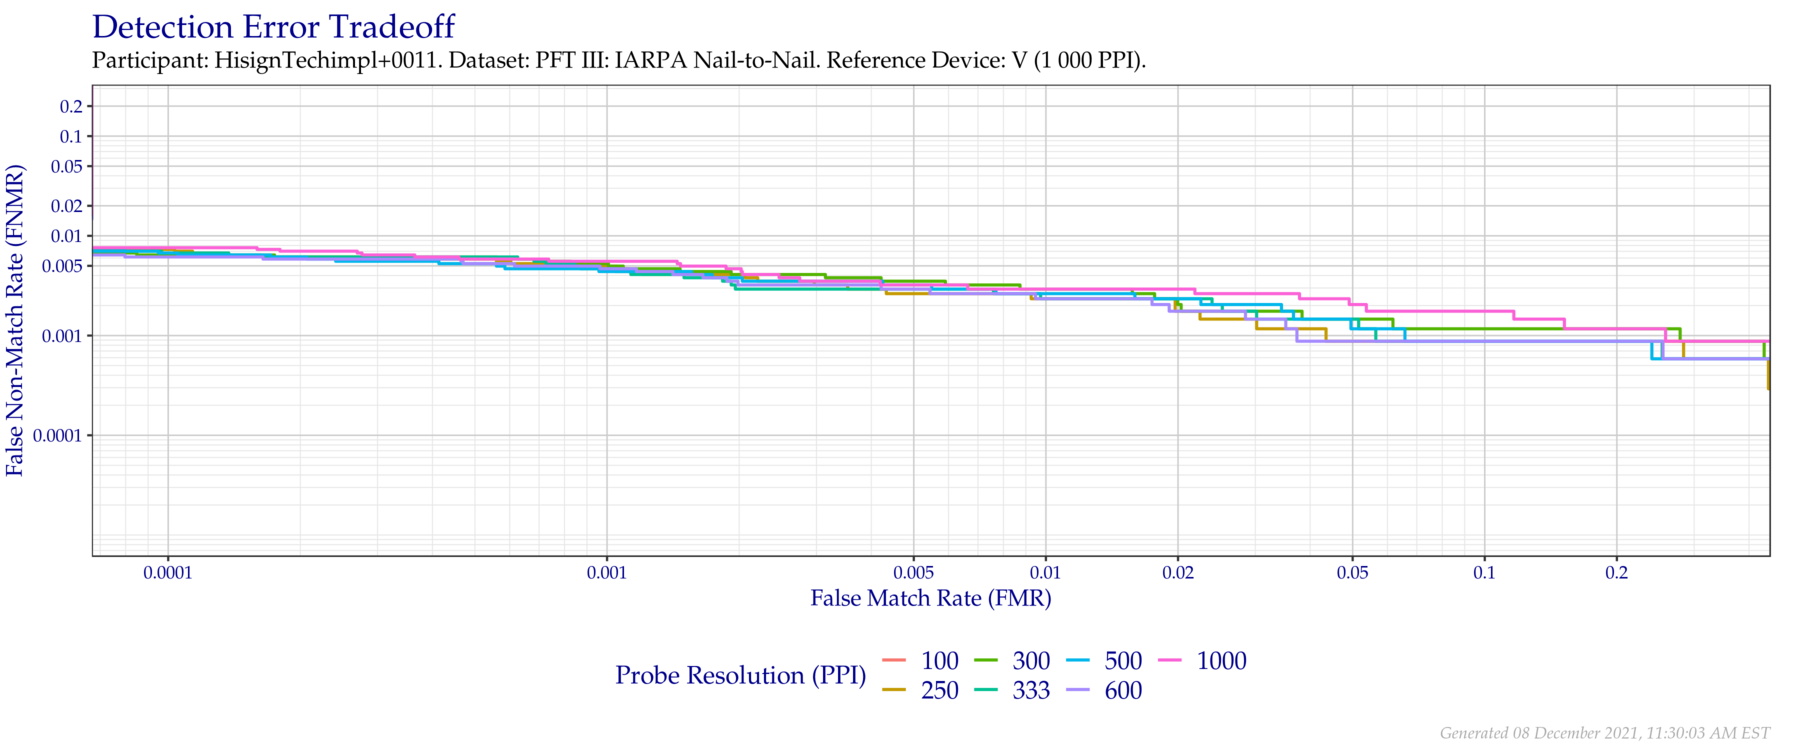 Detection Error Tradeoff
Participant: HisignTechimpl+0011. Dataset: PFT III: IARPA Nail-to-Nail. Reference Device: V (1 000 PPI).
False Non-Match Rate (FNMR)
0.2
0.1
0.05
0.02
0.01
0.005
0.001
0.0001
0.0001 0.001 0.005 0.01 0.02 0.05 0.1 0.2
False Match Rate (FMR)
Probe Resolution (PPI)
100 300 500 1000
250 333 600
Generated 08 December 2021, 11:30:03 AM EST